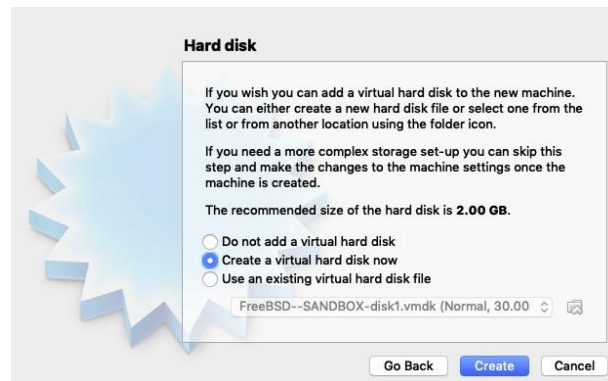 Hard disk
If you wish you can add a virtual hard disk to the new machine.
You can either create a new hard disk file or select one from the
list or from another location using the folder icon.
If you need a more complex storage set-up you can skip this
step and make the changes to the machine settings once the
machine is created.
The recommended size of the hard disk is 2.00 GB.
Do not add a virtual hard disk
Create a virtual hard disk now
Use an existing virtual hard disk file
FreeBSD--SANDBOX-disk1.vmdk (Normal, 30.00
Go Back Create Cancel